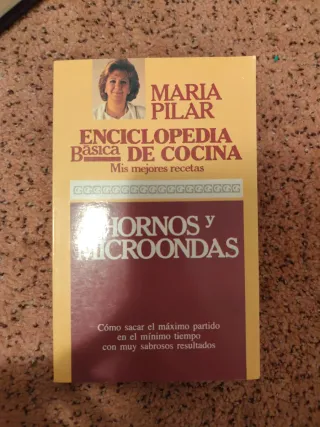 MARIA
PILAR
ENCICLOPEDIA
Básica DE COCINA
Mis mejores recetas
HORNOS y
MICROONDAS
Cómo sacar el máximo partido
en el mínimo tiempo
con muy sabrosos resultados